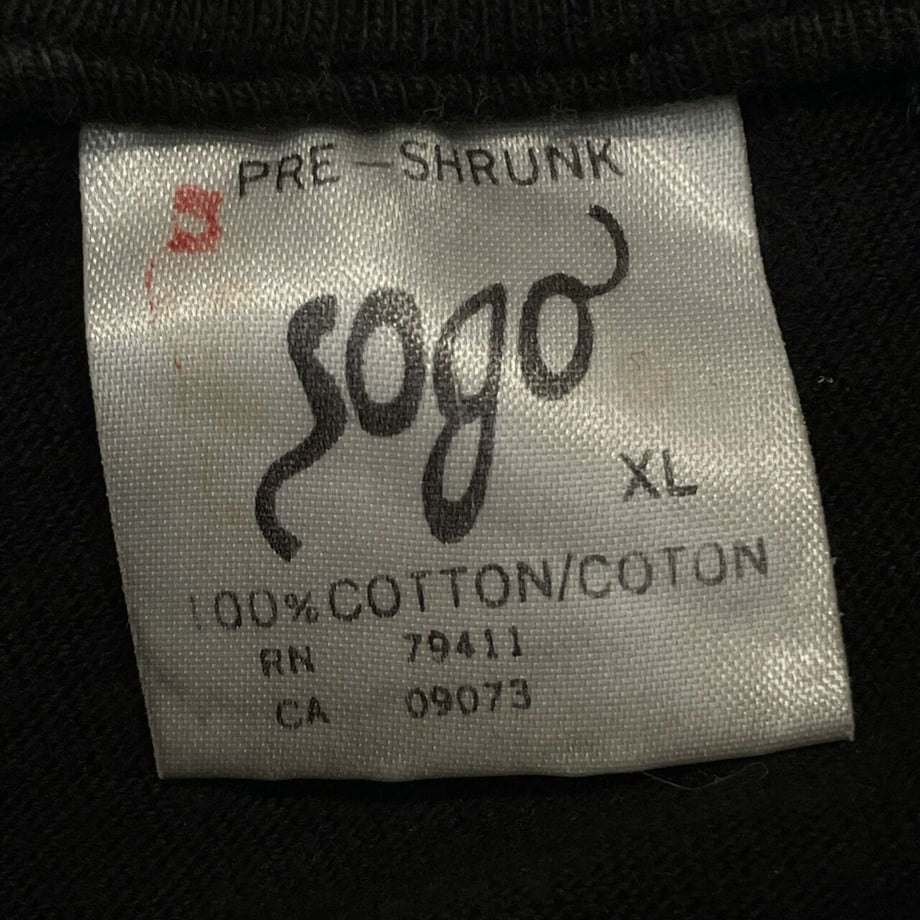 PRE-SHRUNK
sogo
XL
100% COTTON/COTON
RN 79411
CA 09073